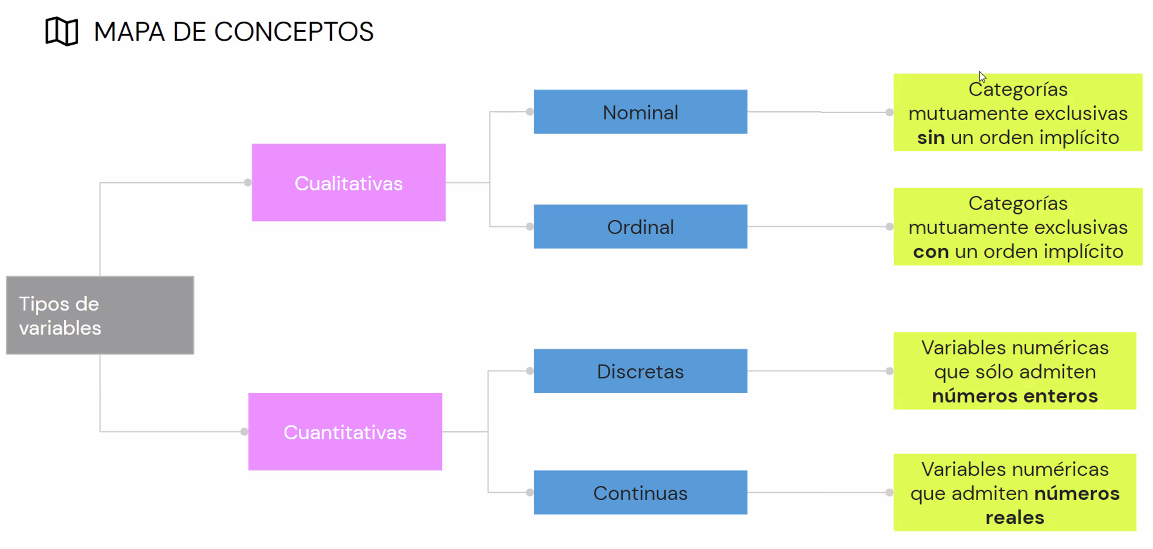 MAPA DE CONCEPTOS
Tipos de
variables
Cualitativas
Nominal
Categorías
mutuamente exclusivas
sin un orden implícito
Ordinal
Categorías
mutuamente exclusivas
con un orden implícito
Cuantitativas
Discretas
Variables numéricas
que sólo admiten
números enteros
Continuas
Variables numéricas
que admiten números
reales